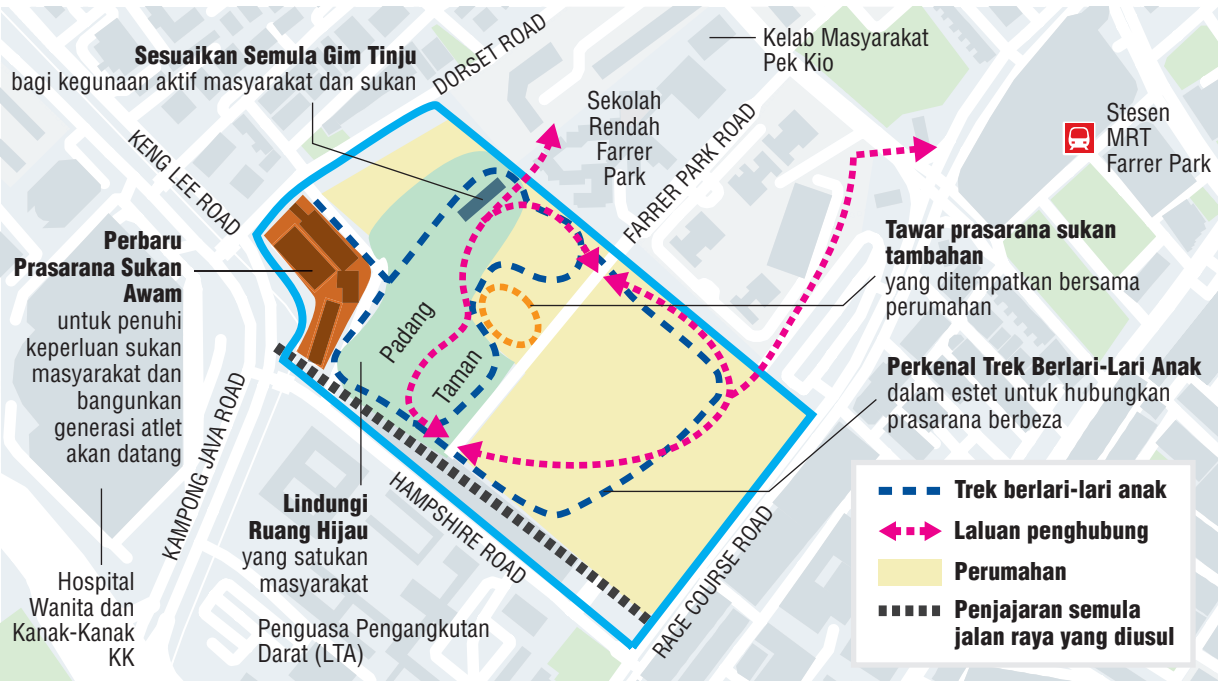 Sesuaikan Semula Gim Tinju
bagi kegunaan aktif masyarakat dan sukan
DORSET ROAD
Kelab Masyarakat
Pek Kio
Sekolah
Rendah
Farrer
Park
FARRER PARK ROAD
Stesen
MRT
Farrer Park
KENG LEE ROAD
Perbaru
Prasarana Sukan
Awam
untuk penuhi
keperluan sukan
masyarakat dan
bangunkan
generasi atlet
akan datang
Padang
Taman
Tawar prasarana sukan
tambahan
yang ditempatkan bersama
perumahan
Perkenal Trek Berlari-Lari Anak
dalam estet untuk hubungkan
prasarana berbeza
KAMPONG JAVA ROAD
HAMPSHIRE ROAD
RACE COURSE ROAD
Lindungi
Ruang Hijau
yang satukan
masyarakat
Hospital
Wanita dan
Kanak-Kanak
KK
Penguasa Pengangkutan
Darat (LTA)
Trek berlari-lari anak
Laluan penghubung
Perumahan
Penjajaran semula
jalan raya yang diusul